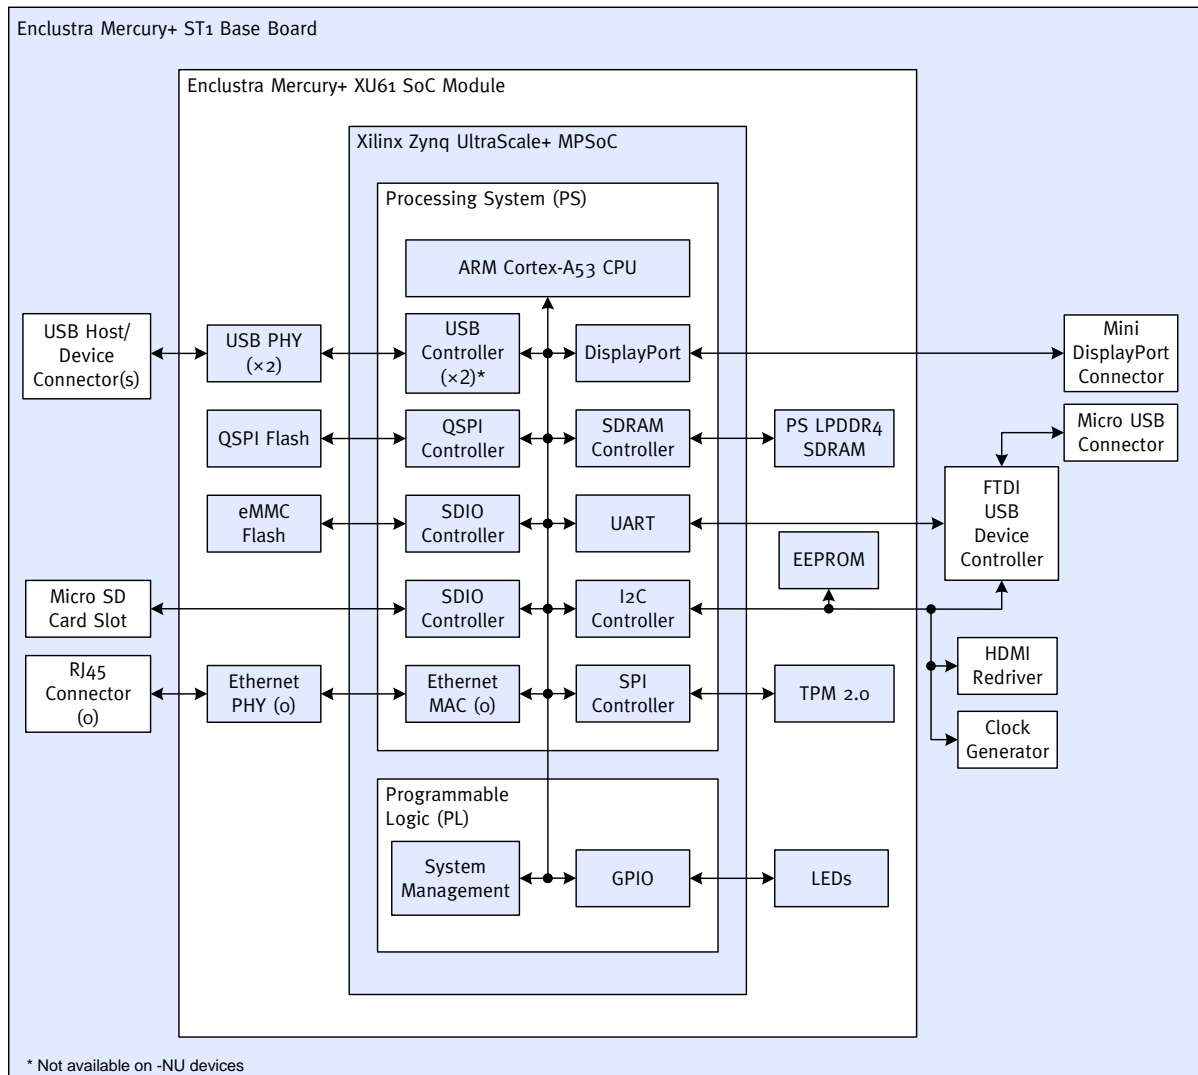 Enclustra Mercury+ ST1 Base Board
Enclustra Mercury+ XU61 SoC Module
Xilinx Zynq UltraScale+ MPSoC
Processing System (PS)
ARM Cortex-A53 CPU
USB Host/
Device
Connector(s)
USB PHY
(×2)
USB
Controller
(×2)*
DisplayPort
Mini
DisplayPort
Connector
QSPI Flash
QSPI
Controller
SDRAM
Controller
PS LPDDR4
SDRAM
Micro USB
Connector
eMMC
Flash
SDIO
Controller
UART
FTDI
USB
Device
Controller
EEPROM
Micro SD
Card Slot
SDIO
Controller
I2C
Controller
HDMI
Redriver
RJ45
Connector
(0)
Ethernet
PHY (0)
Ethernet
MAC (0)
SPI
Controller
TPM 2.0
Clock
Generator
Programmable
Logic (PL)
System
Management
GPIO
LEDs
* Not available on -NU devices